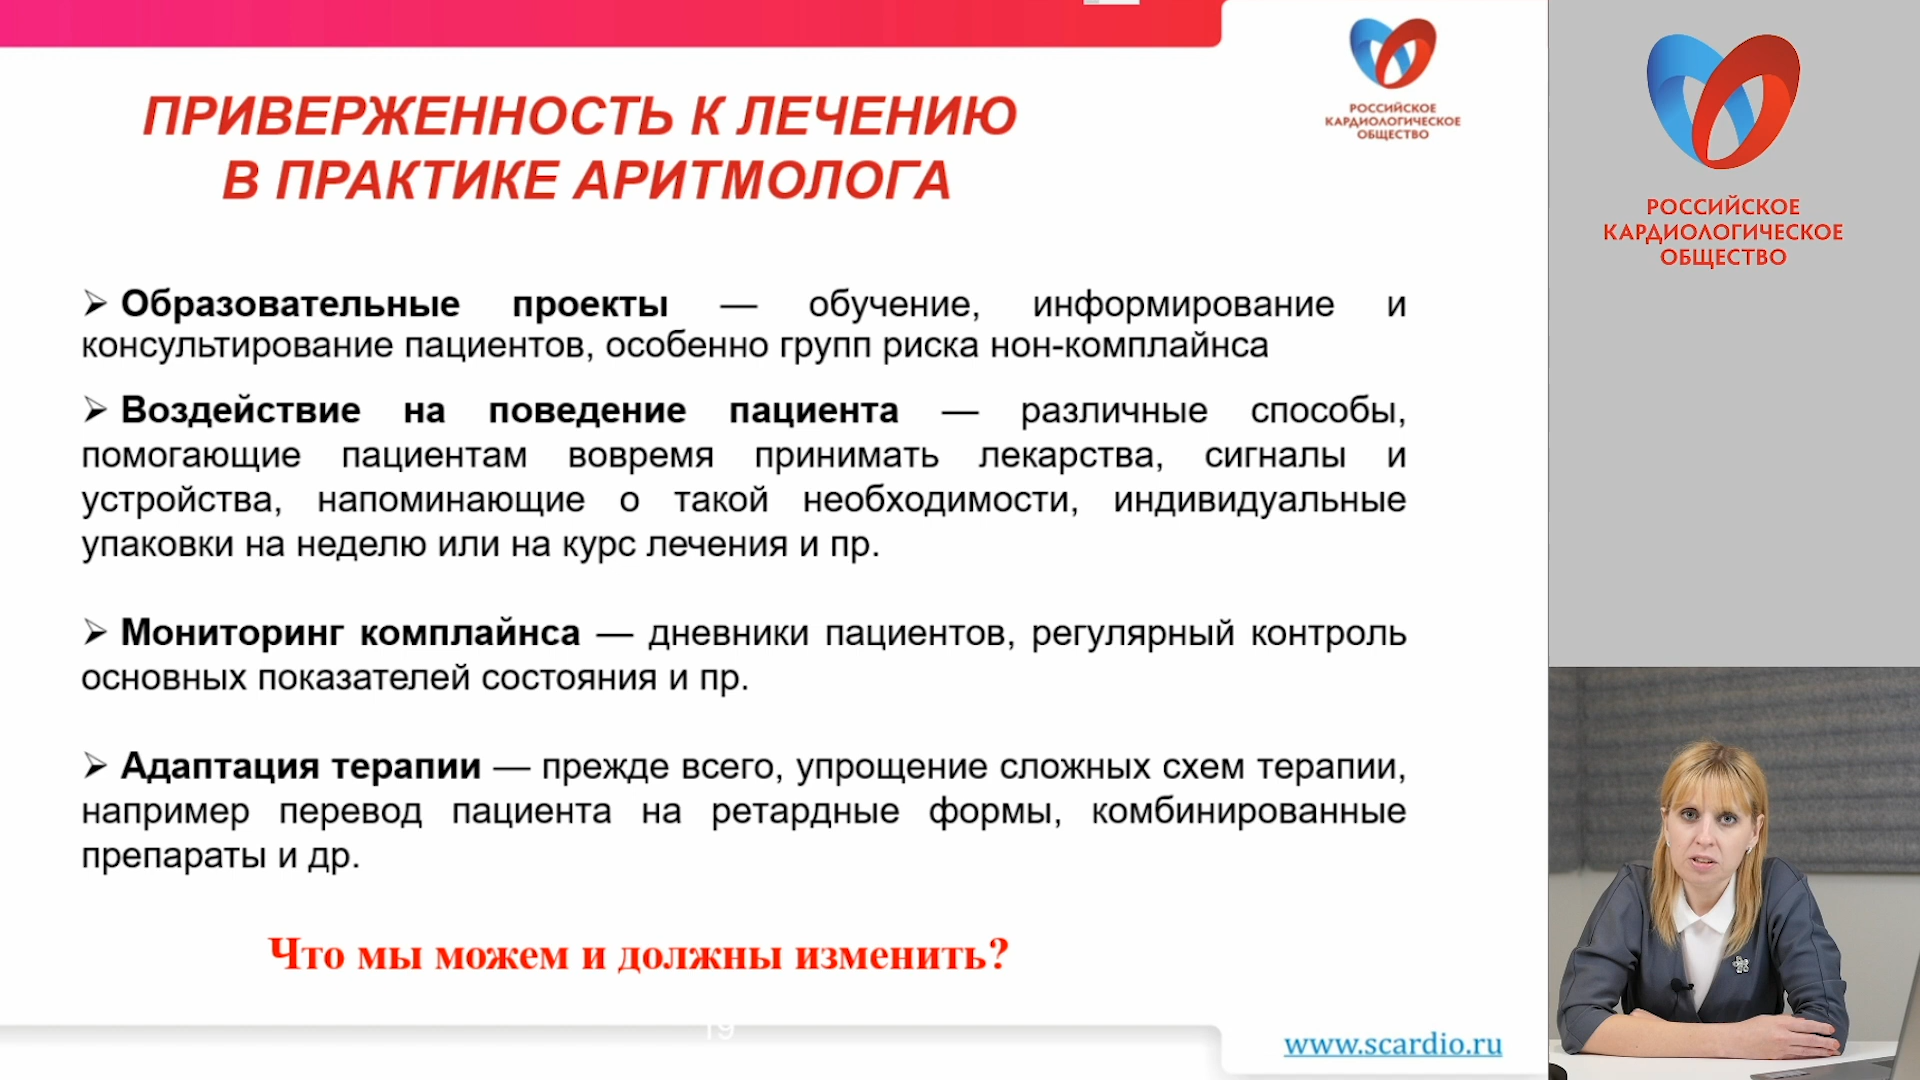 ПРИВЕРЖЕННОСТЬ К ЛЕЧЕНИЮ
В ПРАКТИКЕ АРИТМОЛОГА
РОССИЙСКОЕ
КАРДИОЛОГИЧЕСКОЕ
ОБЩЕСТВО
➢ Образовательные проекты — обучение, информирование и
консультирование пациентов, особенно групп риска нон-комплайнса
➢ Воздействие на поведение пациента — различные способы,
помогающие пациентам вовремя принимать лекарства, сигналы и
устройства, напоминающие о такой необходимости, индивидуальные
упаковки на неделю или на курс лечения и пр.
➢ Мониторинг комплайнса — дневники пациентов, регулярный контроль
основных показателей состояния и пр.
➢ Адаптация терапии — прежде всего, упрощение сложных схем терапии,
например перевод пациента на ретардные формы, комбинированные
препараты и др.
Что мы можем и должны изменить?
19
www.scardio.ru
РОССИЙСКОЕ
КАРДИОЛОГИЧЕСКОЕ
ОБЩЕСТВО